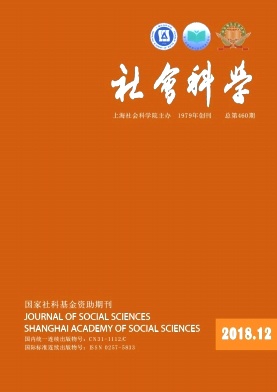 社會科学
上海社会科学院主办 1979年创刊 总第460期
国家社科基金资助期刊
JOURNAL OF SOCIAL SCIENCES
SHANGHAI ACADEMY OF SOCIAL SCIENCES
国内统一连续出版物号：CN31-1112/C
国际标准连续出版物号：ISSN 0257-5833
2018.12